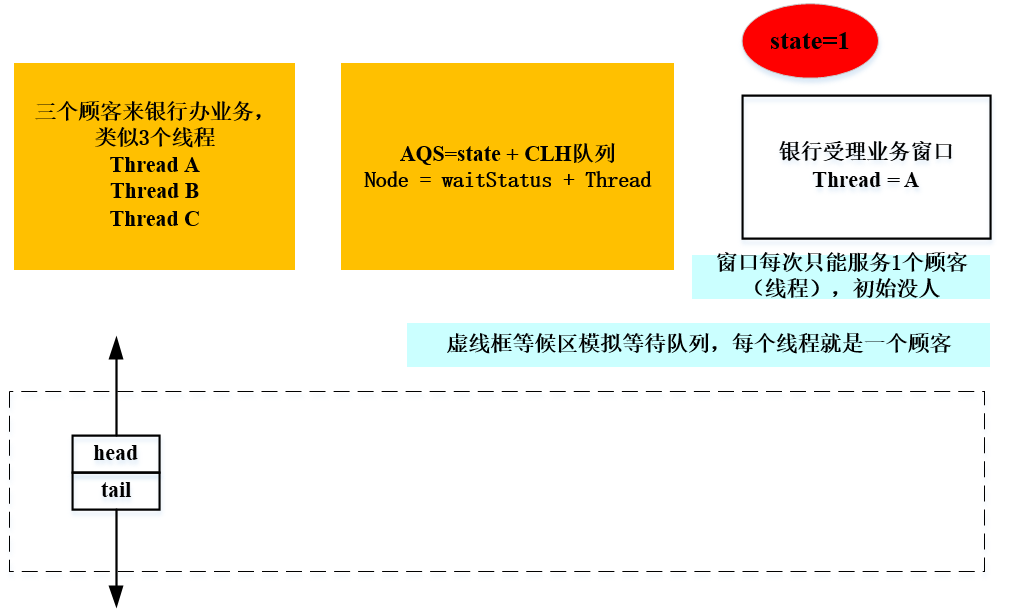 state=1
三个顾客来银行办业务，
类似3个线程
Thread A
Thread B
Thread C
AQS=state + CLH队列
Node = waitStatus + Thread
银行受理业务窗口
Thread = A
窗口每次只能服务1个顾客
（线程），初始没人
虚线框等候区模拟等待队列，每个线程就是一个顾客
head
tail